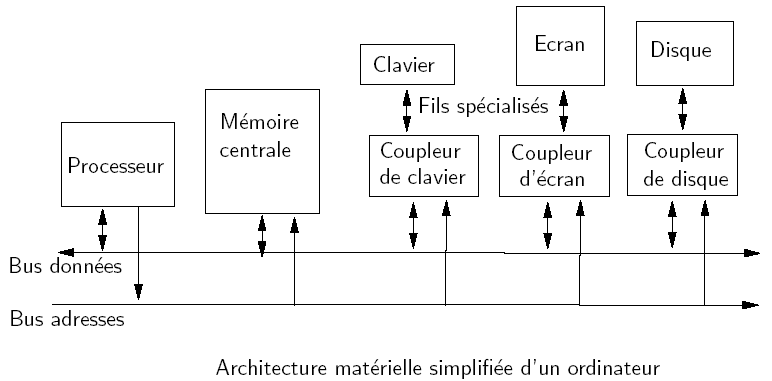 Ecran
Disque
Clavier
Fils spécialisés
Mémoire
centrale
Processeur
Coupleur
de clavier
Coupleur
d'écran
Coupleur
de disque
Bus données
Bus adresses
Architecture matérielle simplifiée d'un ordinateur